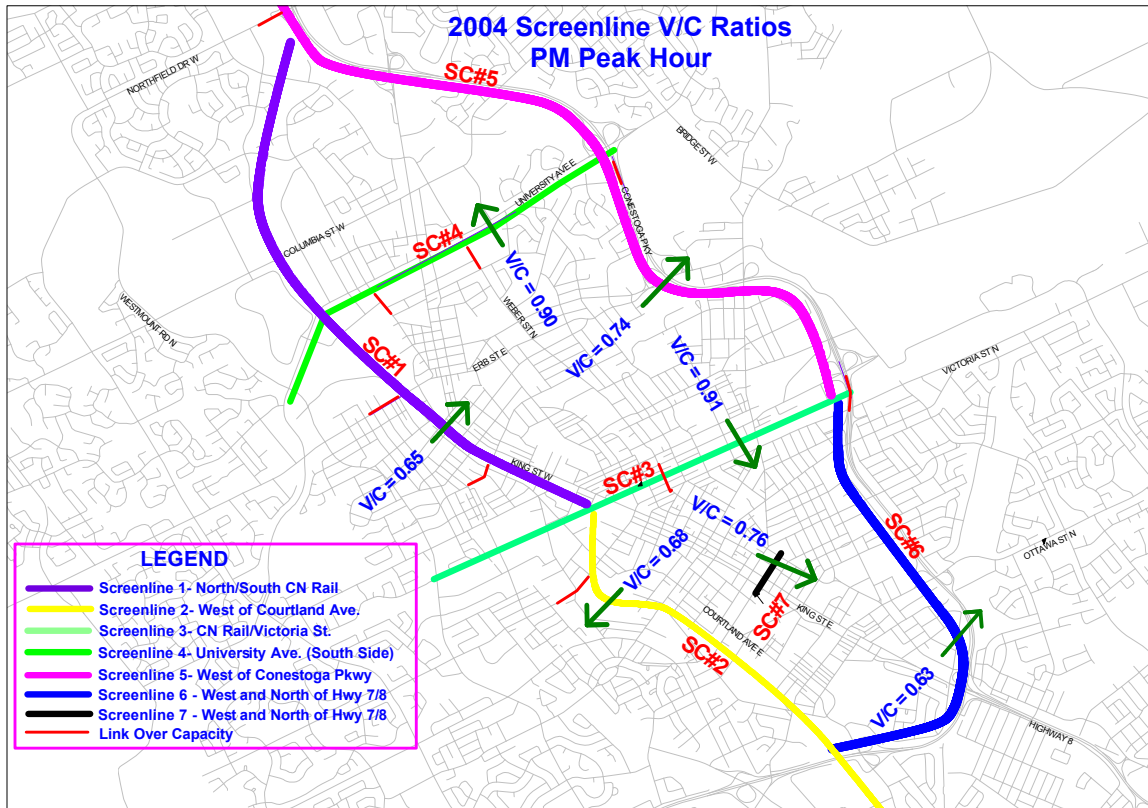 2004 Screenline V/C Ratios
PM Peak Hour
SC#5
NORTHFIELD DR W
BRIDGE ST W
UNIVERSITY AVE E
CONESTOGA PKY
COLUMBIA ST W
SC#4
V/C = 0.90
WEBER ST N
WESTMOUNT RD N
V/C = 0.74
SC#1
ERB ST E
V/C = 0.91
VICTORIA ST N
V/C = 0.65
KING ST W
SC#3
V/C = 0.76
SC#6
OTTAWA ST N
V/C = 0.68
SC#7
KING ST E
COURTLAND AVE E
SC#2
V/C = 0.63
HIGHWAY 8
LEGEND
Screenline 1- North/South CN Rail
Screenline 2- West of Courtland Ave.
Screenline 3- CN Rail/Victoria St.
Screenline 4- University Ave. (South Side)
Screenline 5- West of Conestoga Pkwy
Screenline 6 - West and North of Hwy 7/8
Screenline 7 - West and North of Hwy 7/8
Link Over Capacity